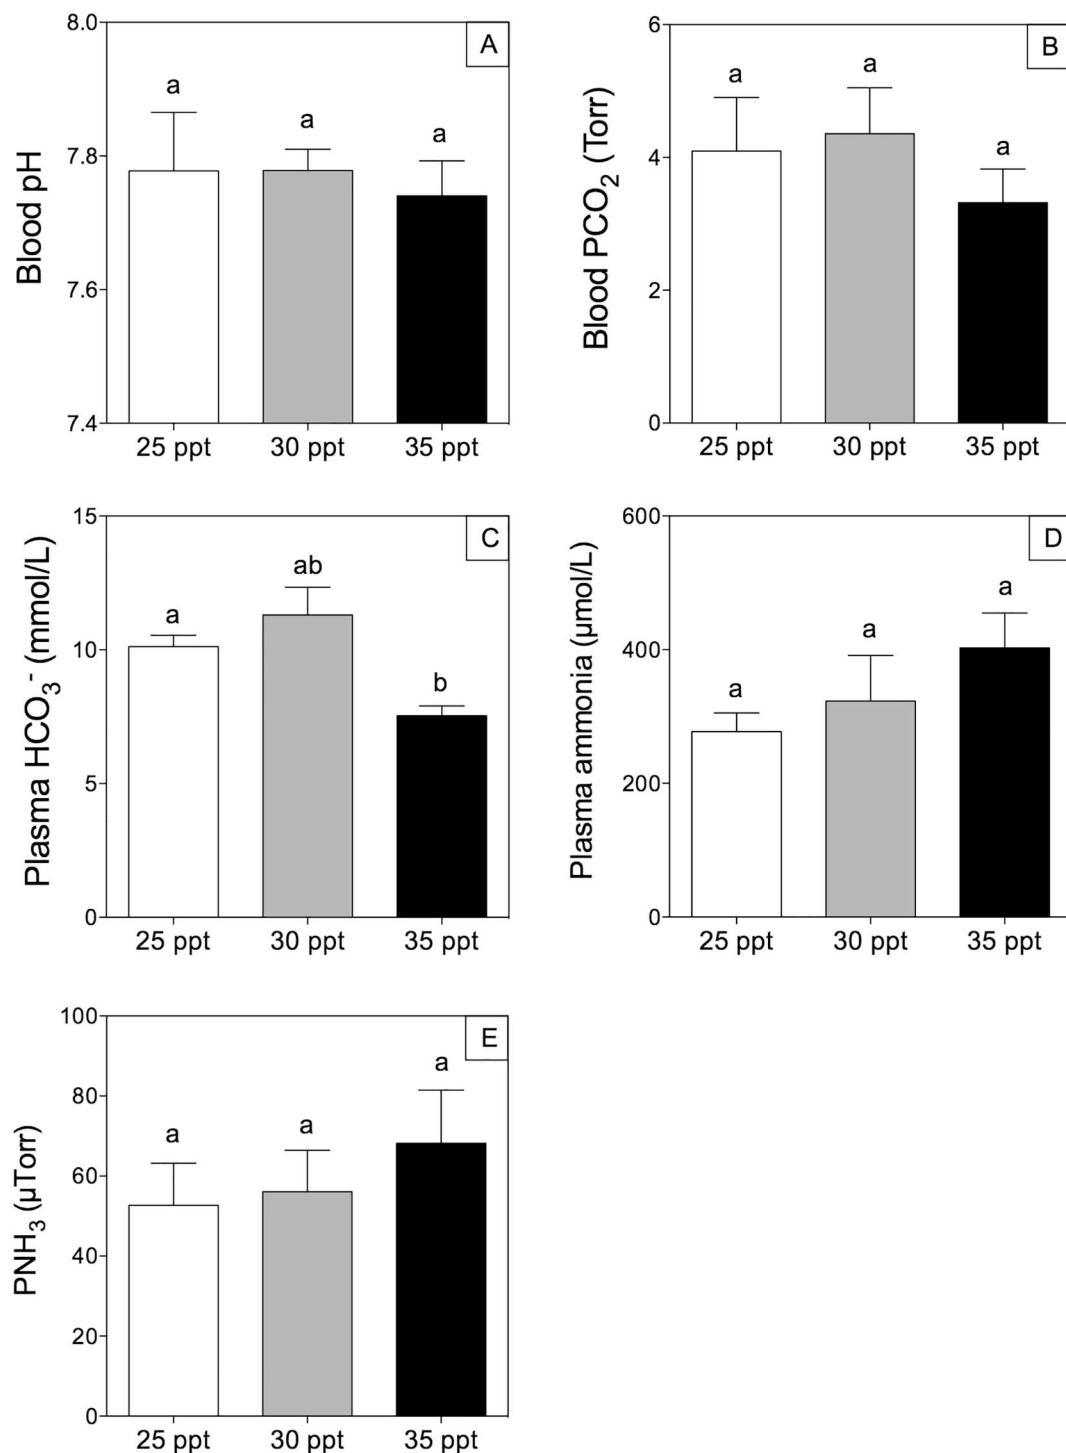 A
Blood pH
8.0
7.8
7.6
7.4
a
a
a
25 ppt
30 ppt
35 ppt
B
Blood PCO₂ (Torr)
6
4
2
0
a
a
a
25 ppt
30 ppt
35 ppt
C
Plasma HCO₃⁻ (mmol/L)
15
10
5
0
a
ab
b
25 ppt
30 ppt
35 ppt
D
Plasma ammonia (µmol/L)
600
400
200
0
a
a
a
25 ppt
30 ppt
35 ppt
E
PNH₃ (µTorr)
100
80
60
40
20
0
a
a
a
25 ppt
30 ppt
35 ppt